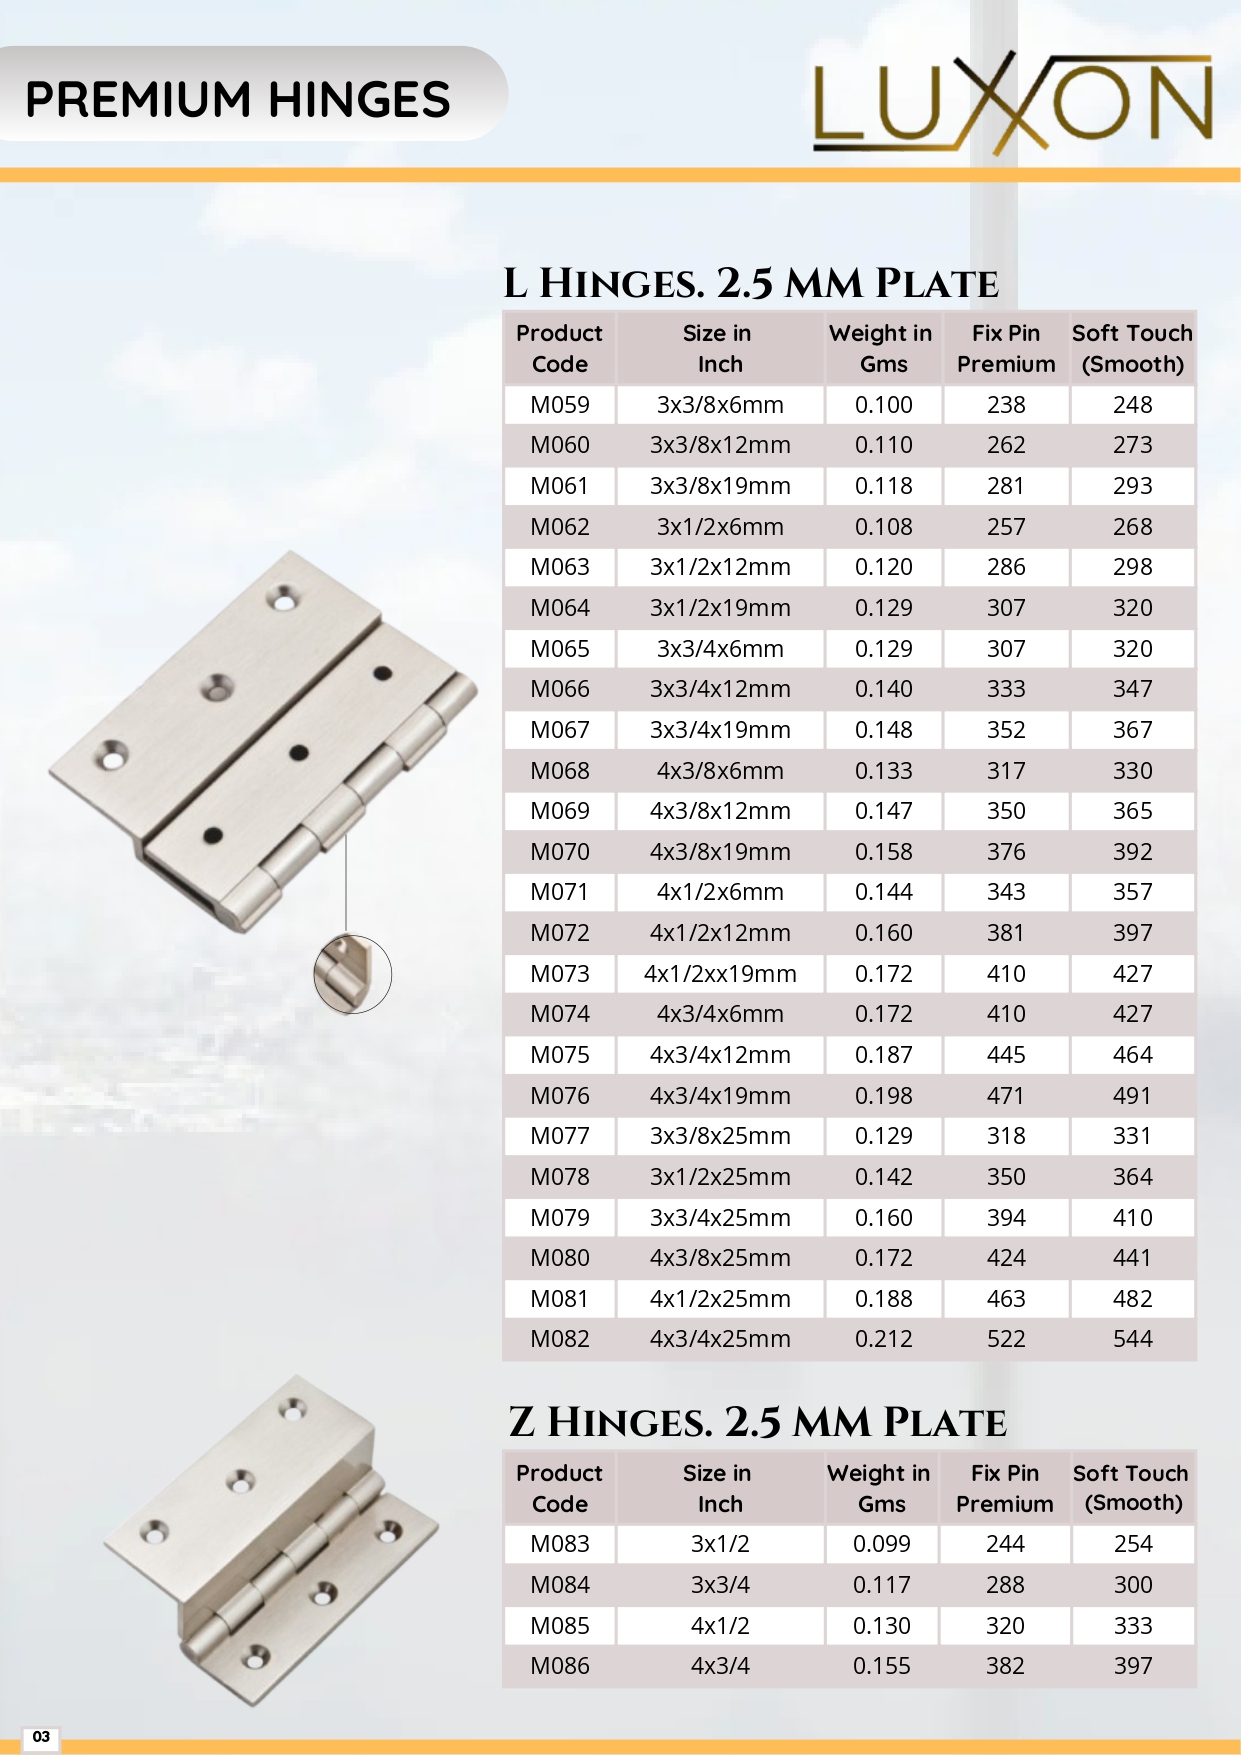 PREMIUM HINGES
LUXXON
L HINGES. 2.5 MM PLATE
Product Code Size in Inch Weight in Gms Fix Pin Premium Soft Touch (Smooth)
M059 3x3/8x6mm 0.100 238 248
M060 3x3/8x12mm 0.110 262 273
M061 3x3/8x19mm 0.118 281 293
M062 3x1/2x6mm 0.108 257 268
M063 3x1/2x12mm 0.120 286 298
M064 3x1/2x19mm 0.129 307 320
M065 3x3/4x6mm 0.129 307 320
M066 3x3/4x12mm 0.140 333 347
M067 3x3/4x19mm 0.148 352 367
M068 4x3/8x6mm 0.133 317 330
M069 4x3/8x12mm 0.147 350 365
M070 4x3/8x19mm 0.158 376 392
M071 4x1/2x6mm 0.144 343 357
M072 4x1/2x12mm 0.160 381 397
M073 4x1/2xx19mm 0.172 410 427
M074 4x3/4x6mm 0.172 410 427
M075 4x3/4x12mm 0.187 445 464
M076 4x3/4x19mm 0.198 471 491
M077 3x3/8x25mm 0.129 318 331
M078 3x1/2x25mm 0.142 350 364
M079 3x3/4x25mm 0.160 394 410
M080 4x3/8x25mm 0.172 424 441
M081 4x1/2x25mm 0.188 463 482
M082 4x3/4x25mm 0.212 522 544
Z HINGES. 2.5 MM PLATE
Product Code Size in Inch Weight in Gms Fix Pin Premium Soft Touch (Smooth)
M083 3x1/2 0.099 244 254
M084 3x3/4 0.117 288 300
M085 4x1/2 0.130 320 333
M086 4x3/4 0.155 382 397
03